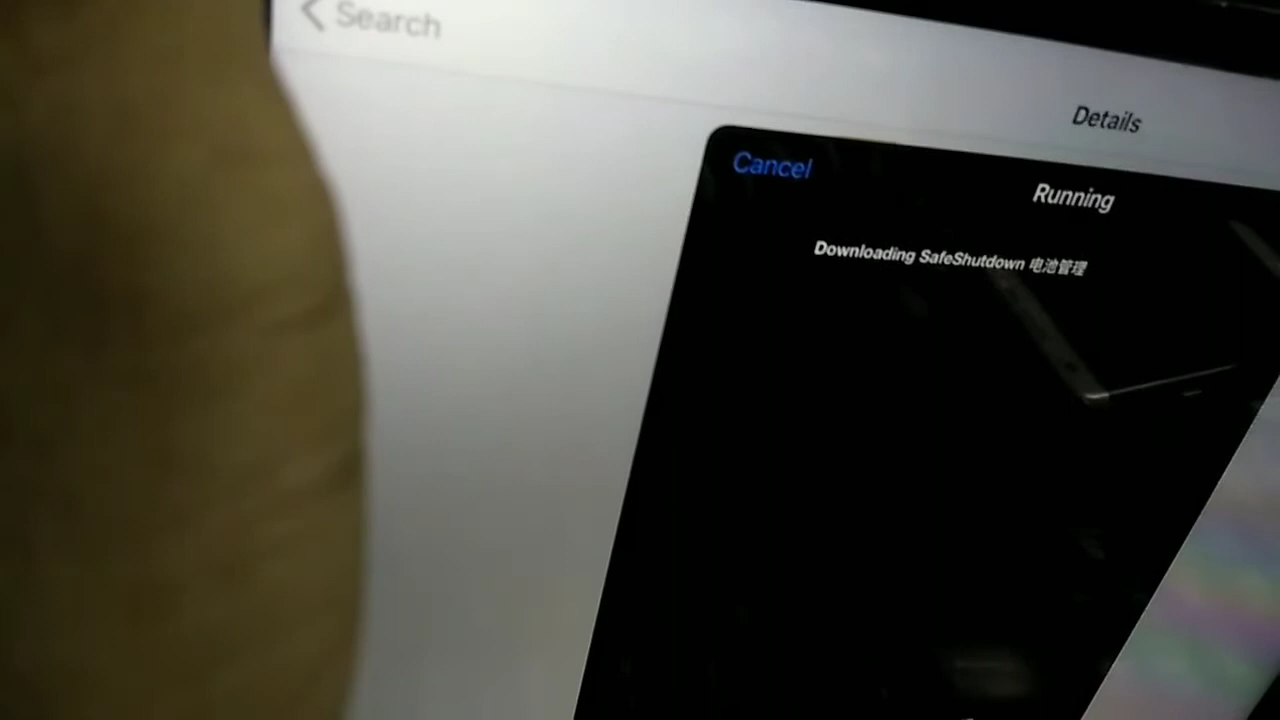 Search
Details
Cancel
Running
Downloading SafeShutdown 电池管理